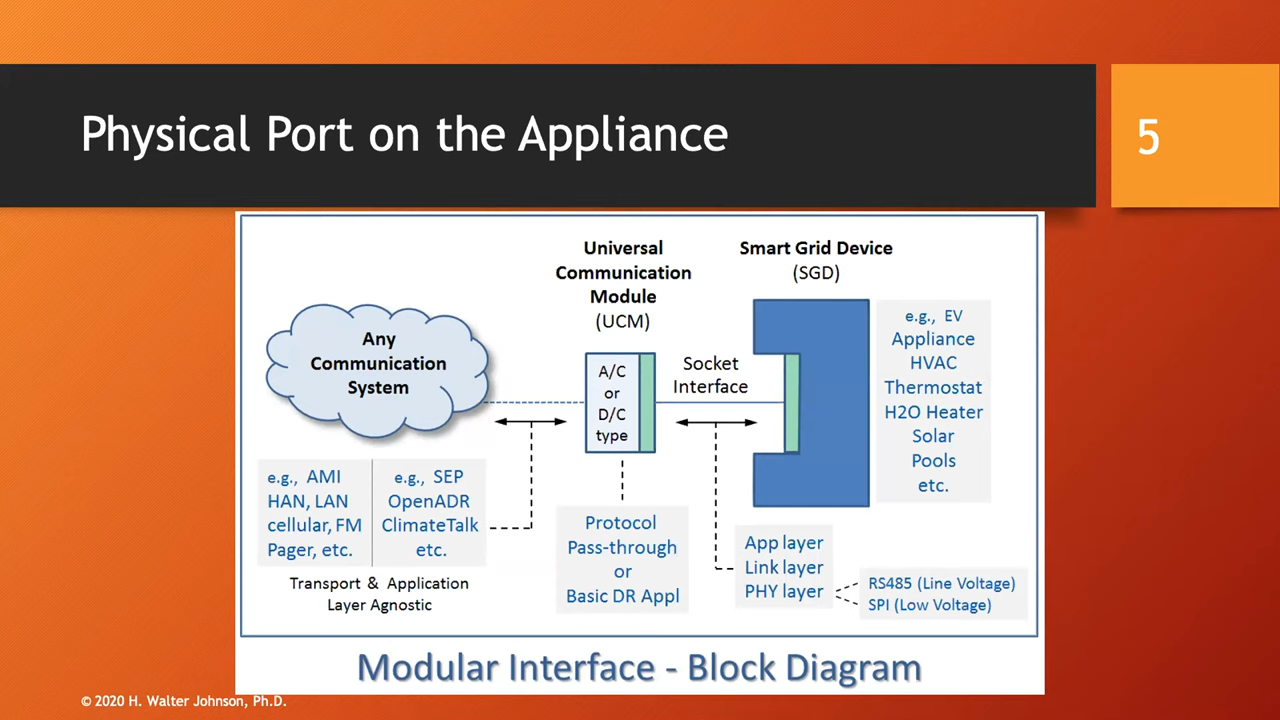 Physical Port on the Appliance
5
Universal
Communication
Module
(UCM)
Smart Grid Device
(SGD)
Any
Communication
System
A/C
or
D/C
type
Socket
Interface
e.g., EV
Appliance
HVAC
Thermostat
H2O Heater
Solar
Pools
etc.
e.g., AMI
HAN, LAN
cellular, FM
Pager, etc.
e.g., SEP
OpenADR
ClimateTalk
etc.
Transport & Application
Layer Agnostic
Protocol
Pass-through
or
Basic DR Appl
App layer
Link layer
PHY layer
RS485 (Line Voltage)
SPI (Low Voltage)
Modular Interface - Block Diagram
© 2020 H. Walter Johnson, Ph.D.